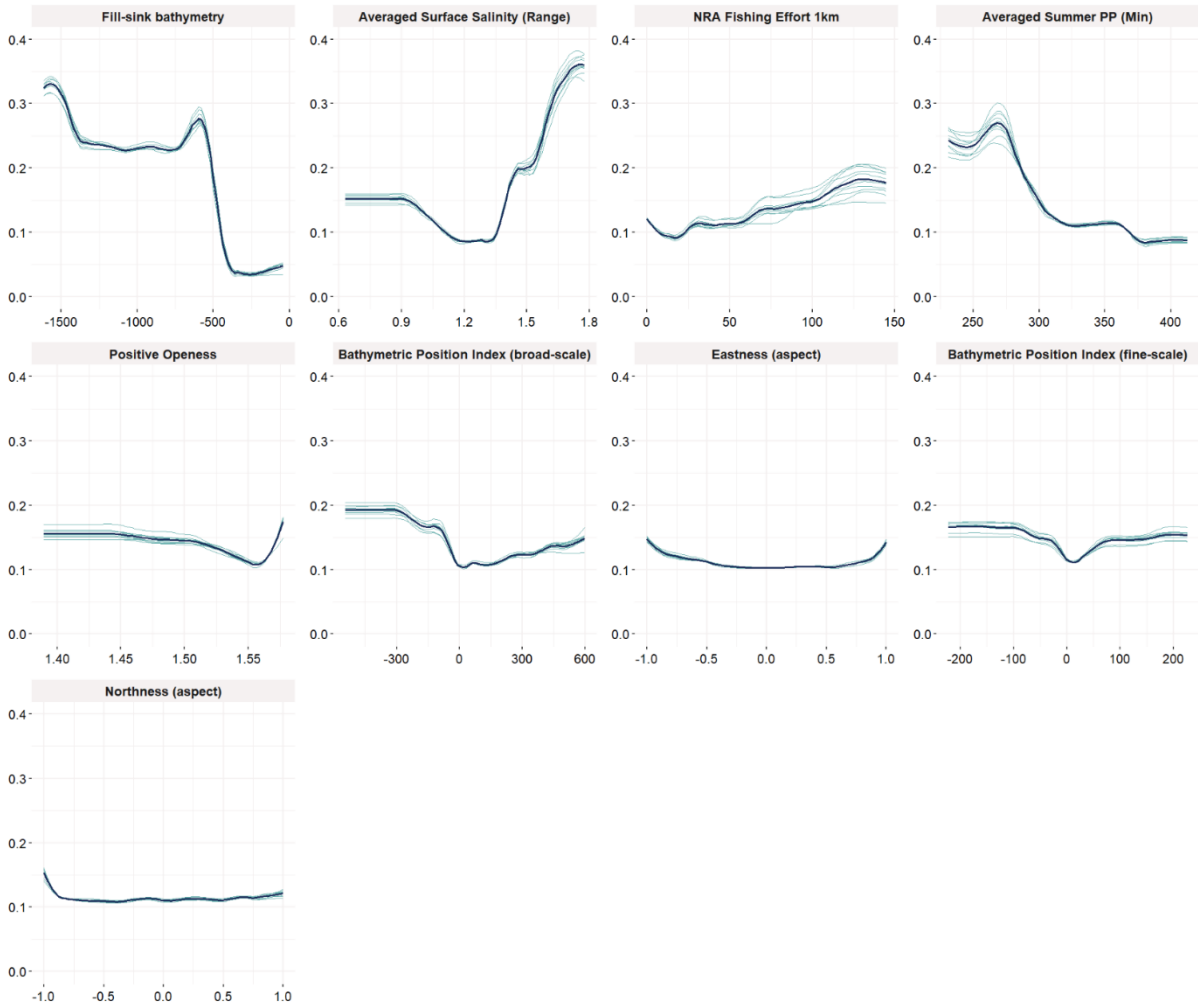 Fill-sink bathymetry
0.4
0.3
0.2
0.1
0.0
-1500 -1000 -500 0
Averaged Surface Salinity (Range)
0.4
0.3
0.2
0.1
0.0
0.6 0.9 1.2 1.5 1.8
NRA Fishing Effort 1km
0.4
0.3
0.2
0.1
0.0
0 50 100 150
Averaged Summer PP (Min)
0.4
0.3
0.2
0.1
0.0
250 300 350 400
Positive Openess
0.4
0.3
0.2
0.1
0.0
1.40 1.45 1.50 1.55
Bathymetric Position Index (broad-scale)
0.4
0.3
0.2
0.1
0.0
-300 0 300 600
Eastness (aspect)
0.4
0.3
0.2
0.1
0.0
-1.0 -0.5 0.0 0.5 1.0
Bathymetric Position Index (fine-scale)
0.4
0.3
0.2
0.1
0.0
-200 -100 0 100 200
Northness (aspect)
0.4
0.3
0.2
0.1
0.0
-1.0 -0.5 0.0 0.5 1.0